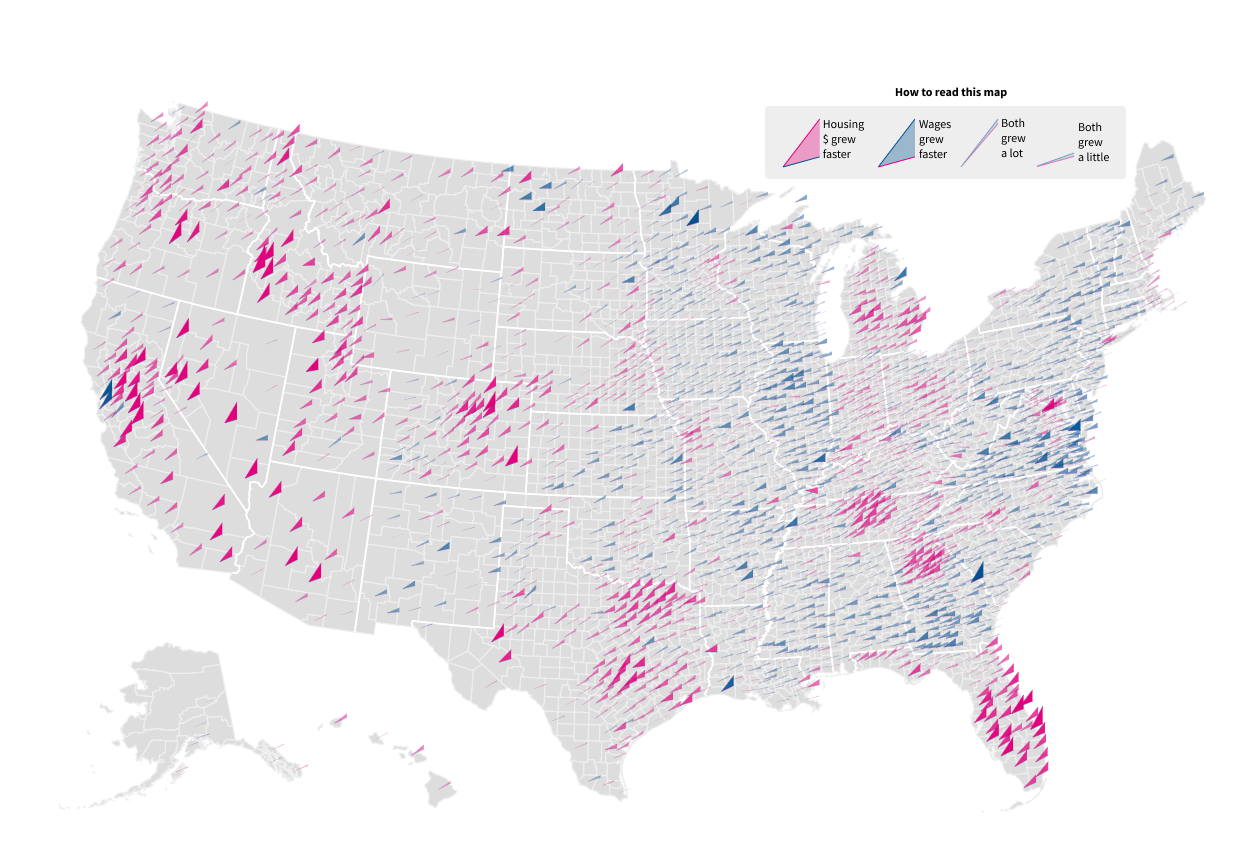 How to read this map
Housing
$ grew
faster
Wages
grew
faster
Both
grew
a lot
Both
grew
a little